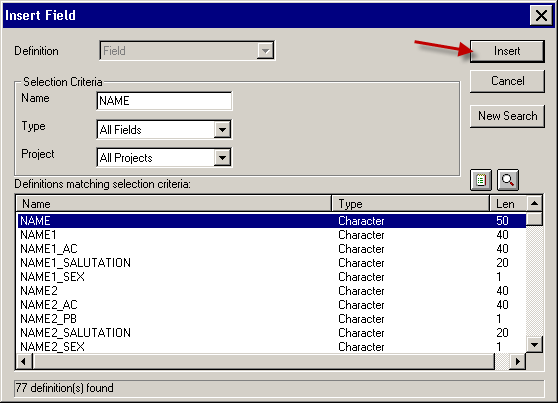 Insert Field
Definition Field Insert
Selection Criteria Cancel
Name NAME
New Search
Type All Fields
Project All Projects
Definitions matching selection criteria:
Name Type Len
NAME Character 50
NAME1 Character 40
NAME1_AC Character 40
NAME1_SALUTATION Character 20
NAME1_SEX Character 1
NAME2 Character 40
NAME2_AC Character 40
NAME2_PB Character 1
NAME2_SALUTATION Character 20
NAME2_SEX Character 1
77 definition(s) found